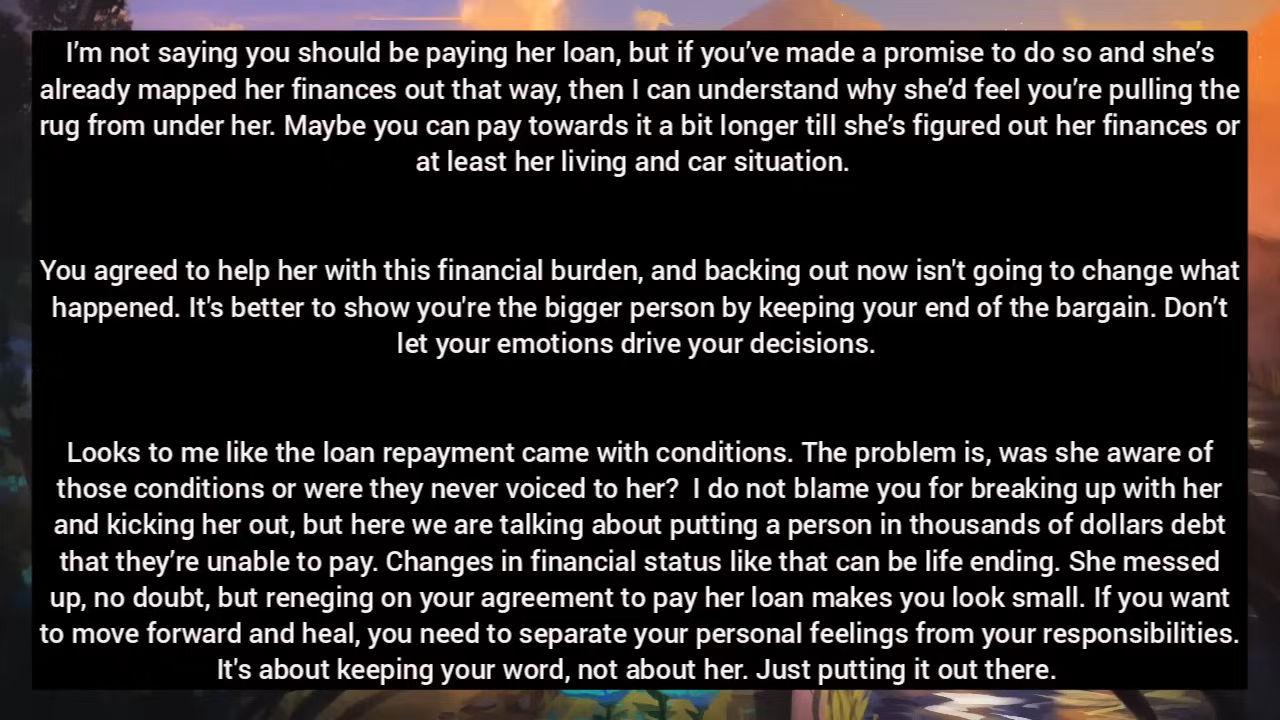 I’m not saying you should be paying her loan, but if you’ve made a promise to do so and she’s
already mapped her finances out that way, then I can understand why she’d feel you’re pulling the
rug from under her. Maybe you can pay towards it a bit longer till she’s figured out her finances or
at least her living and car situation.
You agreed to help her with this financial burden, and backing out now isn't going to change what
happened. It's better to show you're the bigger person by keeping your end of the bargain. Don’t
let your emotions drive your decisions.
Looks to me like the loan repayment came with conditions. The problem is, was she aware of
those conditions or were they never voiced to her?  I do not blame you for breaking up with her
and kicking her out, but here we are talking about putting a person in thousands of dollars debt
that they’re unable to pay. Changes in financial status like that can be life ending. She messed
up, no doubt, but reneging on your agreement to pay her loan makes you look small. If you want
to move forward and heal, you need to separate your personal feelings from your responsibilities.
It's about keeping your word, not about her. Just putting it out there.